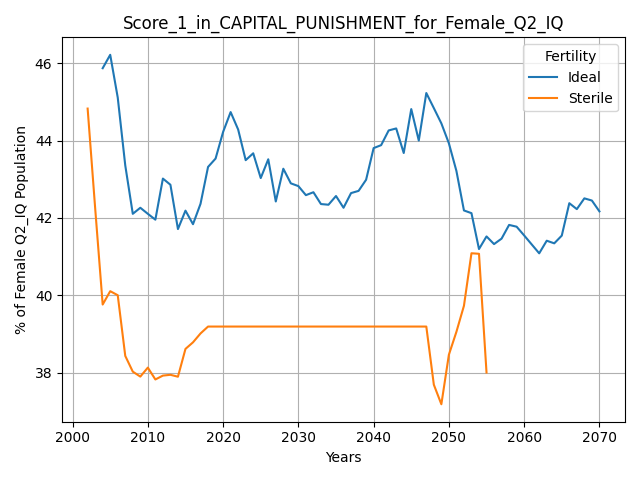 Score_1_in_CAPITAL_PUNISHMENT_for_Female_Q2_IQ
Fertility
Ideal
Sterile
% of Female Q2_IQ Population
46
44
42
40
38
2000 2010 2020 2030 2040 2050 2060 2070
Years